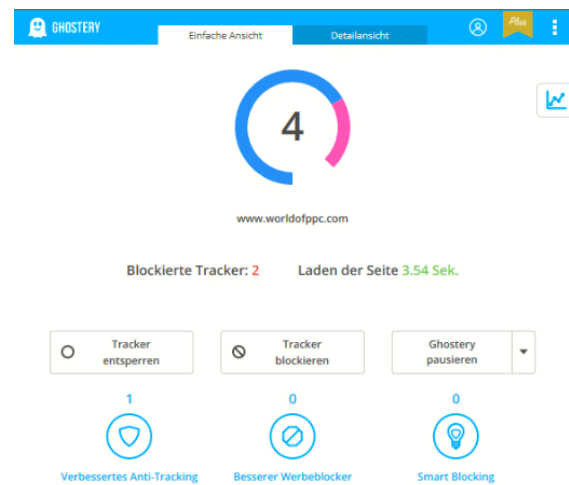 GHOSTERY
Einfache Ansicht
Detailansicht
Plus
4
www.worldofppc.com
Blockierte Tracker: 2
Laden der Seite 3.54 Sek.
Tracker
entsperren
Tracker
blockieren
Ghostery
pausieren
1
0
0
Verbessertes Anti-Tracking
Besserer Werbeblocker
Smart Blocking